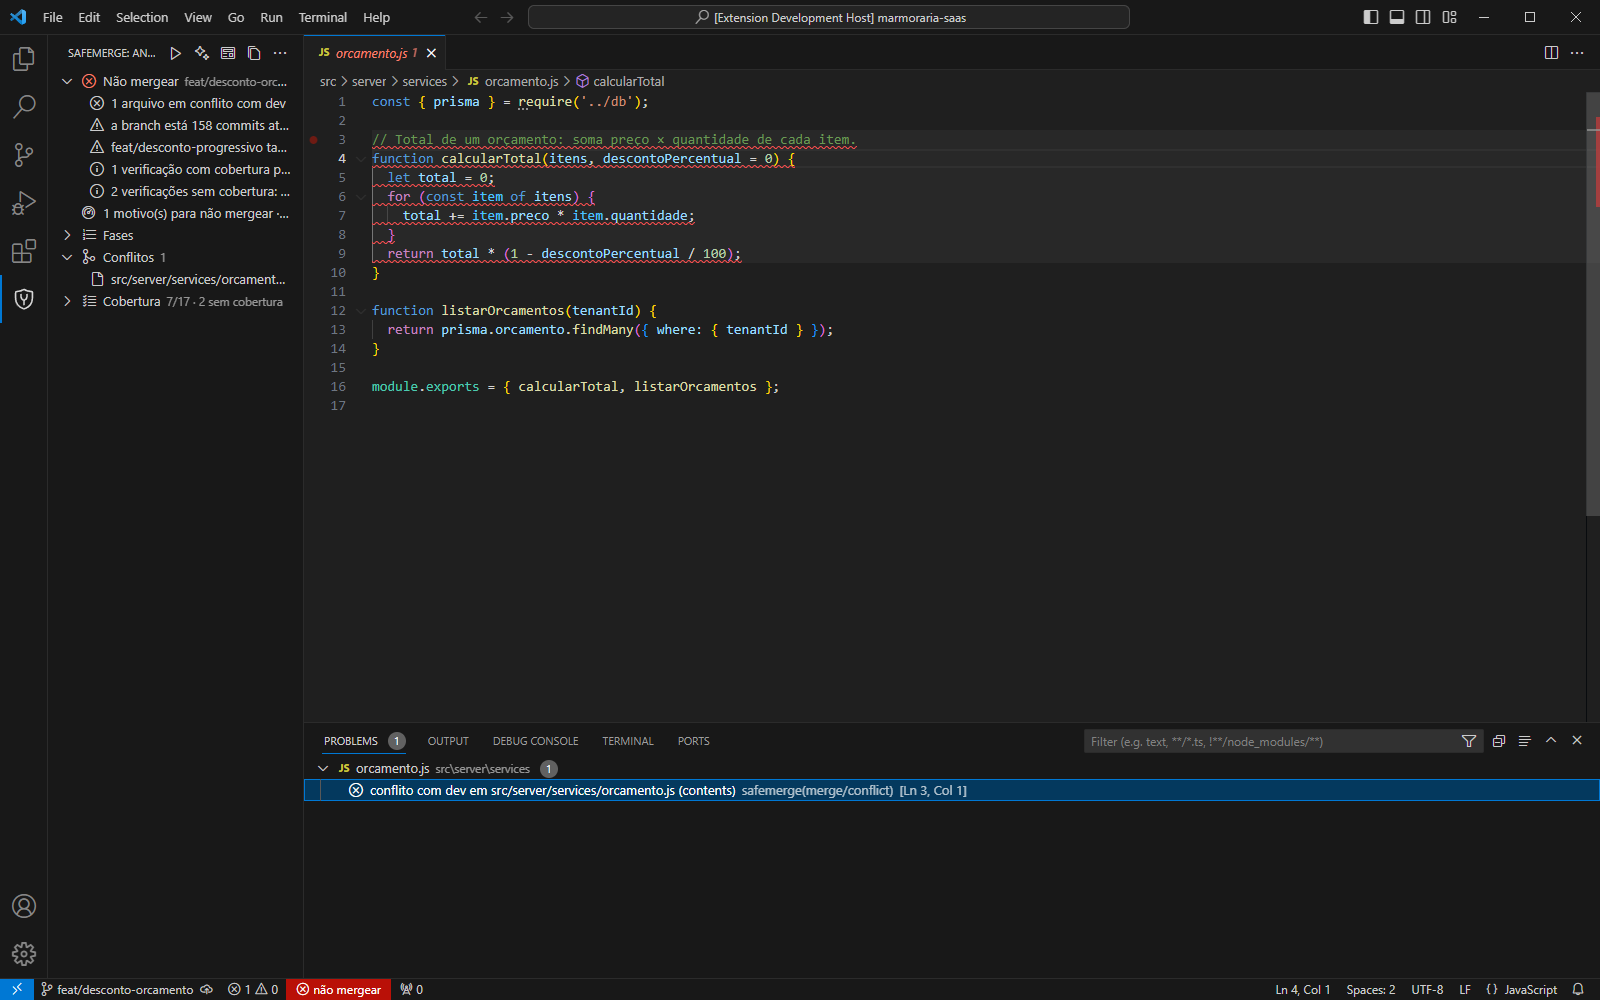 File Edit Selection View Go Run Terminal Help
[Extension Development Host] marmoraria-saas
SAFEMERGE: AN...
Não mergear feat/desconto-orc...
1 arquivo em conflito com dev
a branch está 158 commits at...
feat/desconto-progressivo ta...
1 verificação com cobertura p...
2 verificações sem cobertura: ...
1 motivo(s) para não mergear ·...
Fases
Conflitos 1
src/server/services/orcament...
Cobertura 7/17 · 2 sem cobertura
JS orcamento.js 1
src > server > services > JS orcamento.js > calcularTotal
1 const { prisma } = require('../db');
2
3 // Total de um orçamento: soma preço × quantidade de cada item.
4 function calcularTotal(itens, descontoPercentual = 0) {
5 let total = 0;
6 for (const item of itens) {
7 total += item.preco * item.quantidade;
8 }
9 return total * (1 - descontoPercentual / 100);
10 }
11
12 function listarOrcamentos(tenantId) {
13 return prisma.orcamento.findMany({ where: { tenantId } });
14 }
15
16 module.exports = { calcularTotal, listarOrcamentos };
17
PROBLEMS 1 OUTPUT DEBUG CONSOLE TERMINAL PORTS
Filter (e.g. text, **/*.ts, !**/node_modules/**)
JS orcamento.js src\server\services 1
conflito com dev em src/server/services/orcamento.js (contents) safemerge(merge/conflict) [Ln 3, Col 1]
feat/desconto-orcamento 1 0 não mergear 0
Ln 4, Col 1 Spaces: 2 UTF-8 LF {} JavaScript